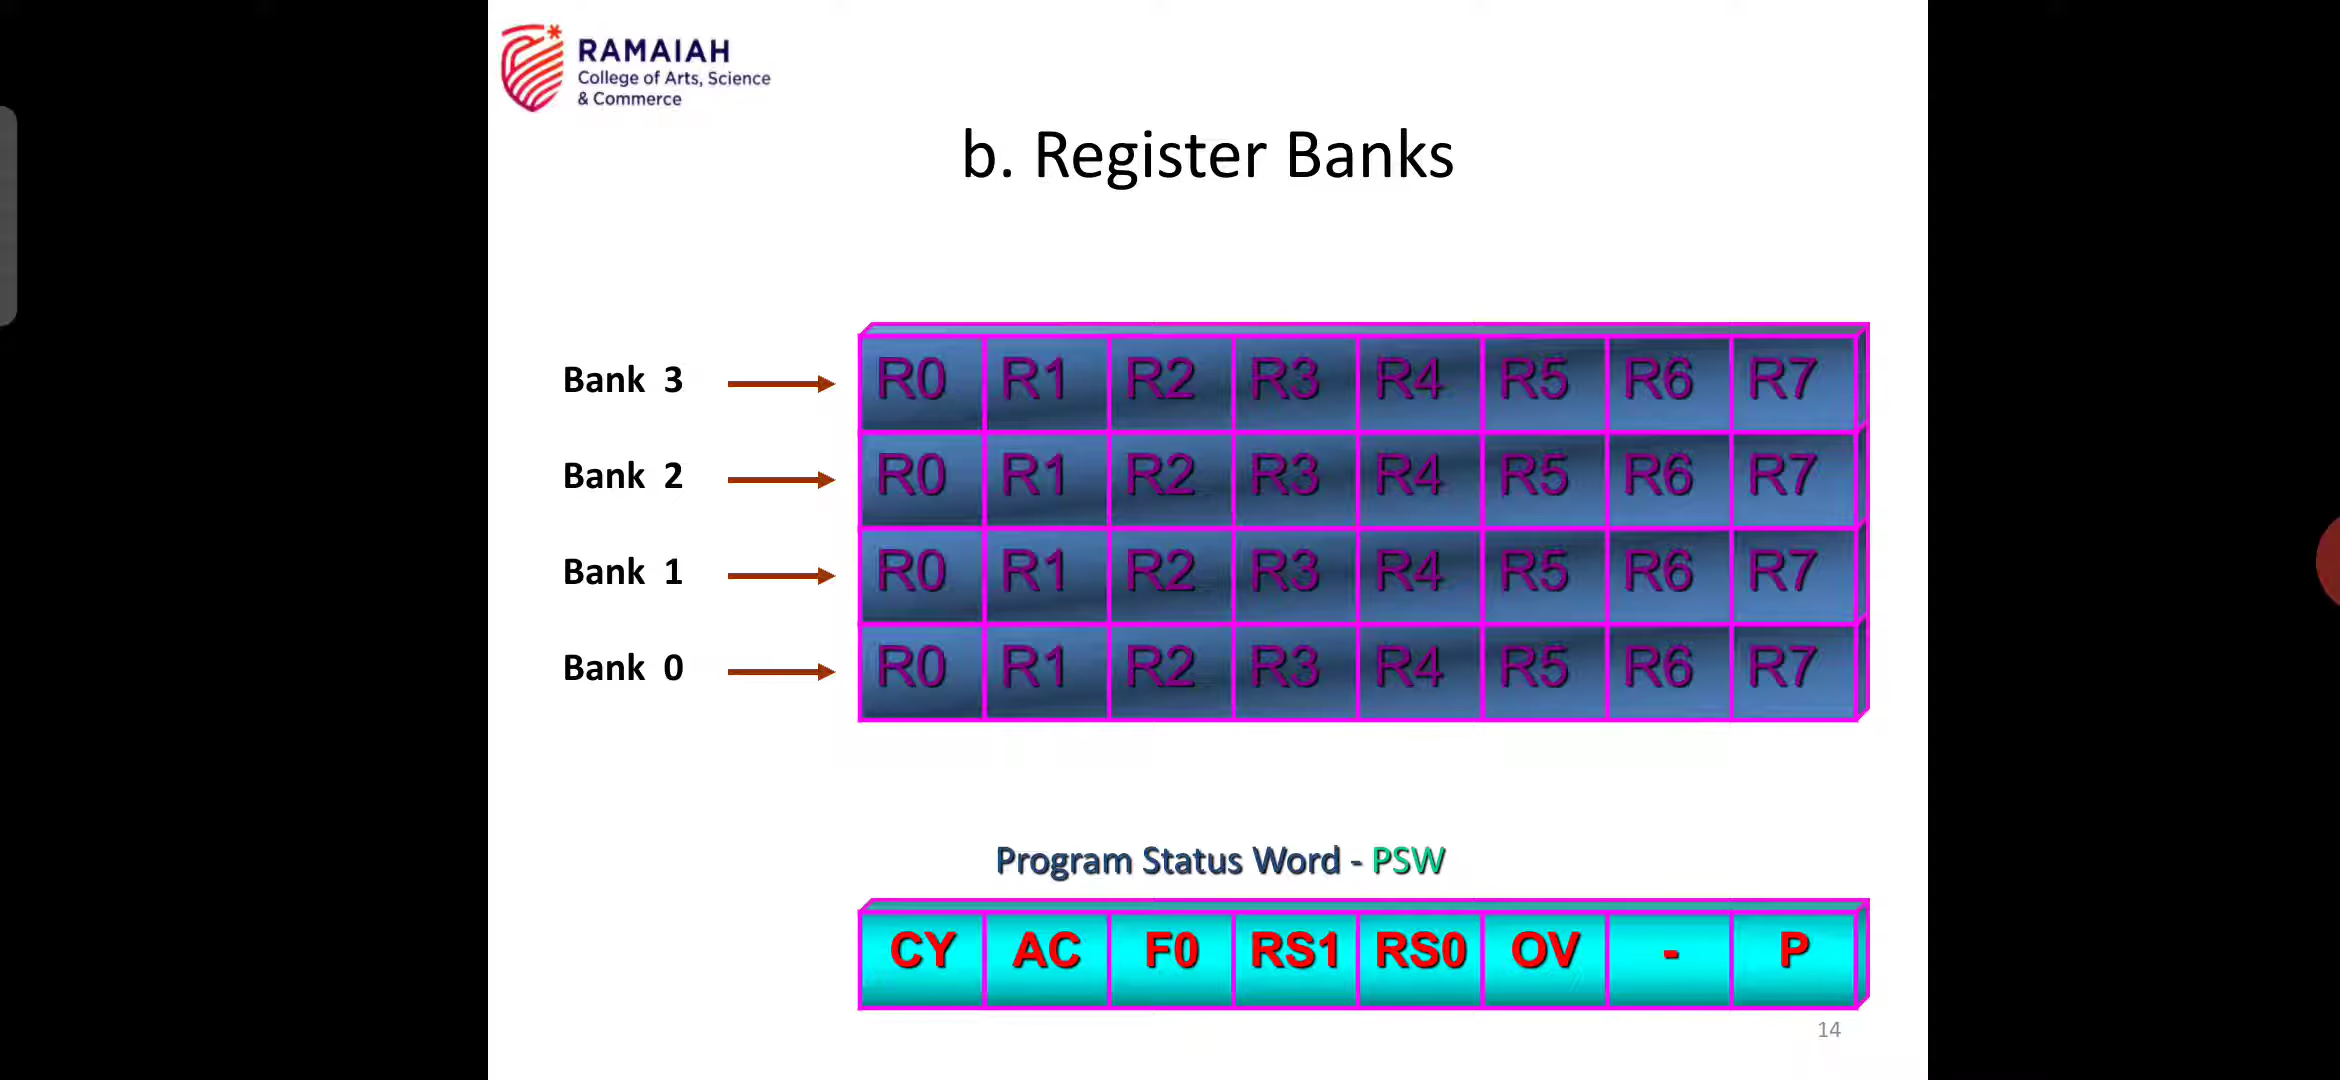 RAMAIAH
College of Arts, Science
& Commerce
b. Register Banks
Bank 3 R0 R1 R2 R3 R4 R5 R6 R7
Bank 2 R0 R1 R2 R3 R4 R5 R6 R7
Bank 1 R0 R1 R2 R3 R4 R5 R6 R7
Bank 0 R0 R1 R2 R3 R4 R5 R6 R7
Program Status Word - PSW
CY AC F0 RS1 RS0 OV - P
14